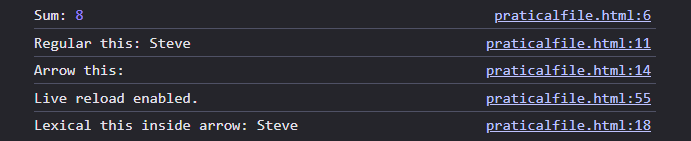 Sum: 8 praticalfile.html:6
Regular this: Steve praticalfile.html:11
Arrow this: praticalfile.html:14
Live reload enabled. praticalfile.html:55
Lexical this inside arrow: Steve praticalfile.html:18